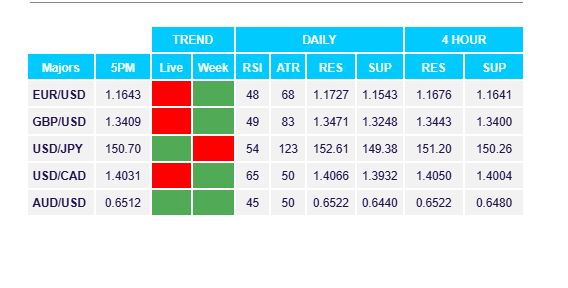 TREND DAILY 4 HOUR
Majors 5PM Live Week RSI ATR RES SUP RES SUP
EUR/USD 1.1643 48 68 1.1727 1.1543 1.1676 1.1641
GBP/USD 1.3409 49 83 1.3471 1.3248 1.3443 1.3400
USD/JPY 150.70 54 123 152.61 149.38 151.20 150.26
USD/CAD 1.4031 65 50 1.4066 1.3932 1.4050 1.4004
AUD/USD 0.6512 45 50 0.6522 0.6440 0.6522 0.6480